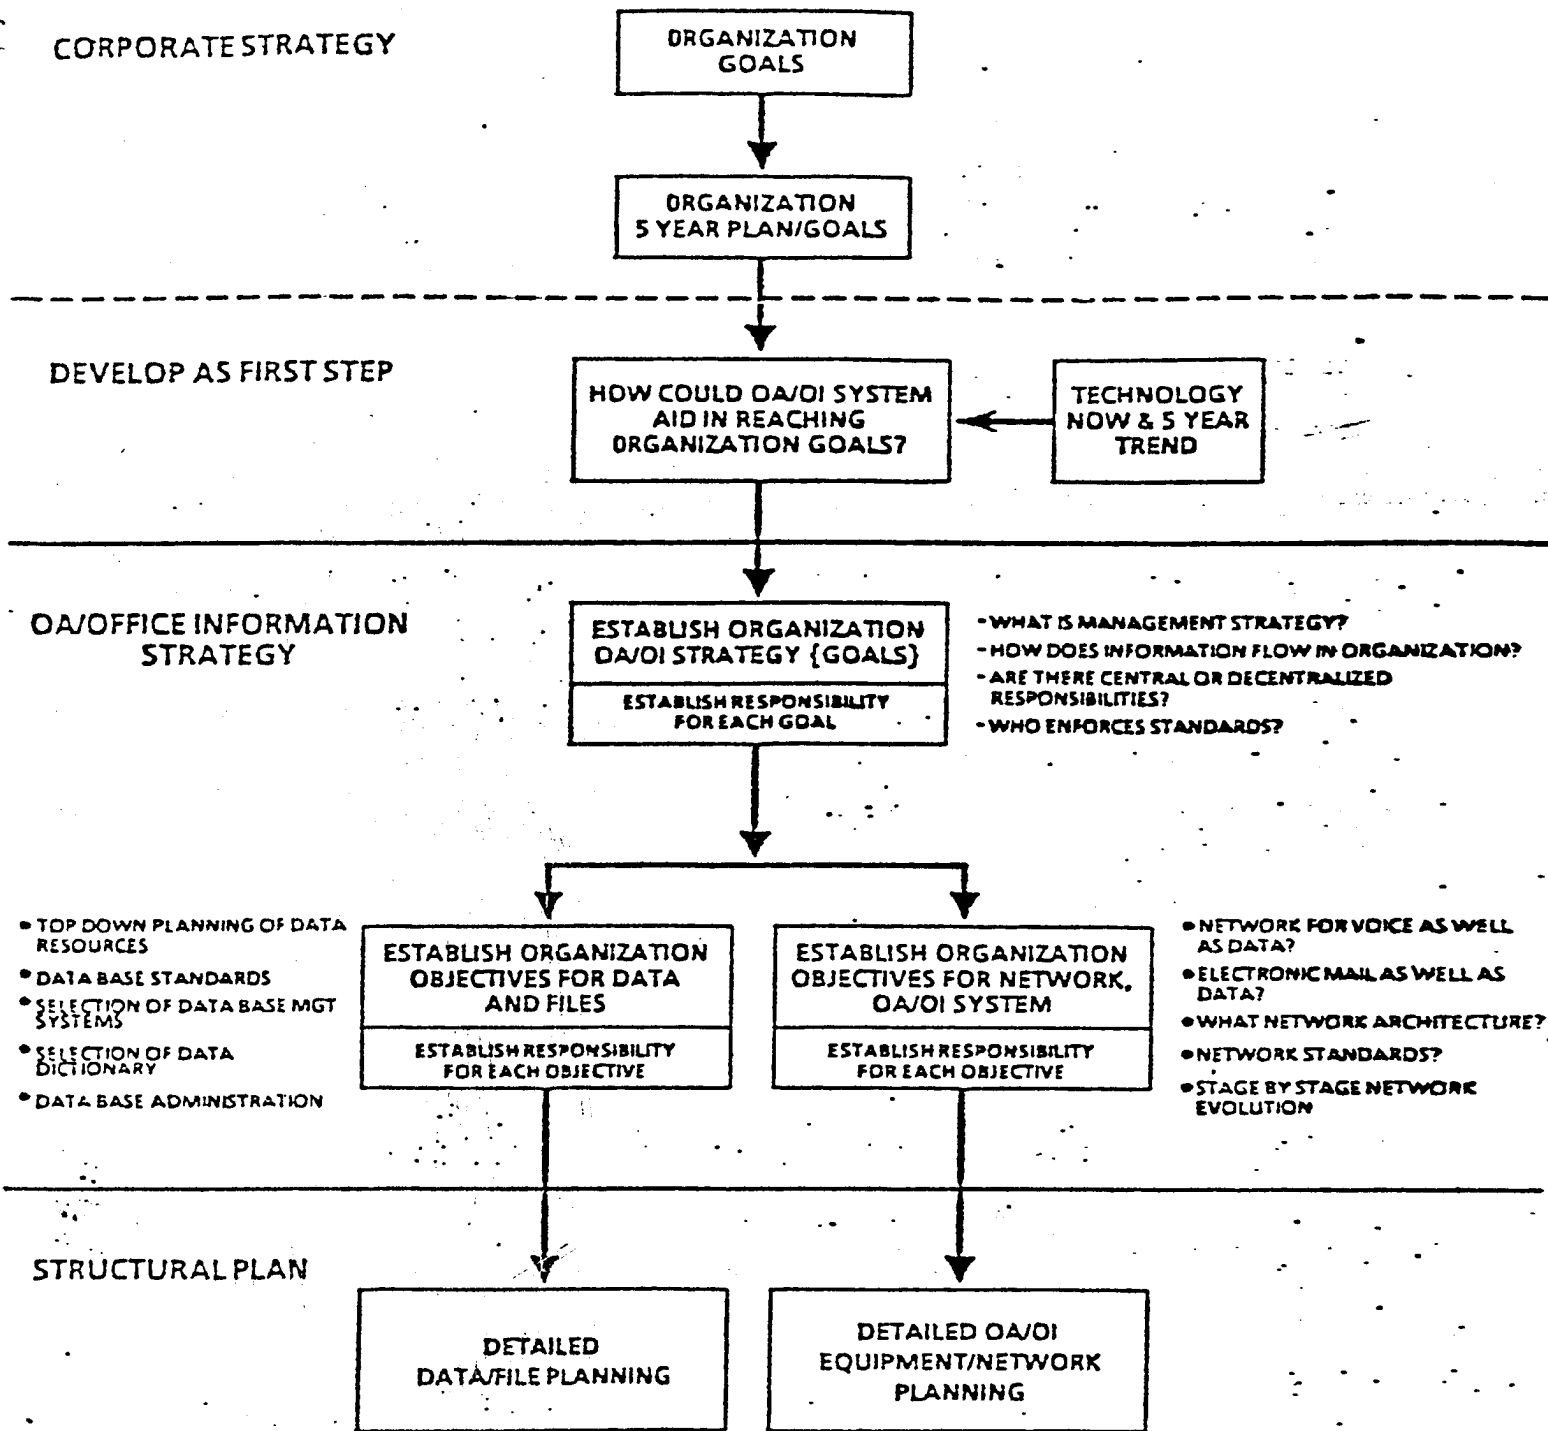 CORPORATE STRATEGY
ORGANIZATION
GOALS
ORGANIZATION
5 YEAR PLAN/GOALS
DEVELOP AS FIRST STEP
HOW COULD OA/OI SYSTEM
AID IN REACHING
ORGANIZATION GOALS?
TECHNOLOGY
NOW & 5 YEAR
TREND
OA/OFFICE INFORMATION
STRATEGY
ESTABLISH ORGANIZATION
OA/OI STRATEGY {GOALS}
ESTABLISH RESPONSIBILITY
FOR EACH GOAL
- WHAT IS MANAGEMENT STRATEGY?
- HOW DOES INFORMATION FLOW IN ORGANIZATION?
- ARE THERE CENTRAL OR DECENTRALIZED
RESPONSIBILITIES?
- WHO ENFORCES STANDARDS?
• TOP DOWN PLANNING OF DATA
RESOURCES
• DATA BASE STANDARDS
• SELECTION OF DATA BASE MGT
SYSTEMS
• SELECTION OF DATA
DICTIONARY
• DATA BASE ADMINISTRATION
ESTABLISH ORGANIZATION
OBJECTIVES FOR DATA
AND FILES
ESTABLISH RESPONSIBILITY
FOR EACH OBJECTIVE
ESTABLISH ORGANIZATION
OBJECTIVES FOR NETWORK,
OA/OI SYSTEM
ESTABLISH RESPONSIBILITY
FOR EACH OBJECTIVE
• NETWORK FOR VOICE AS WELL
AS DATA?
• ELECTRONIC MAIL AS WELL AS
DATA?
• WHAT NETWORK ARCHITECTURE?
• NETWORK STANDARDS?
• STAGE BY STAGE NETWORK
EVOLUTION
STRUCTURAL PLAN
DETAILED
DATA/FILE PLANNING
DETAILED OA/OI
EQUIPMENT/NETWORK
PLANNING